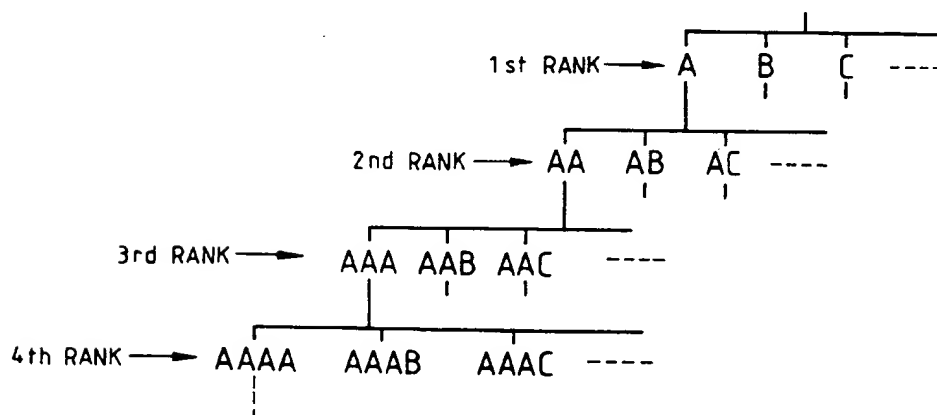 1st RANK A B C ----
2nd RANK AA AB AC ----
3rd RANK AAA AAB AAC ----
4th RANK AAAA AAAB AAAC ----